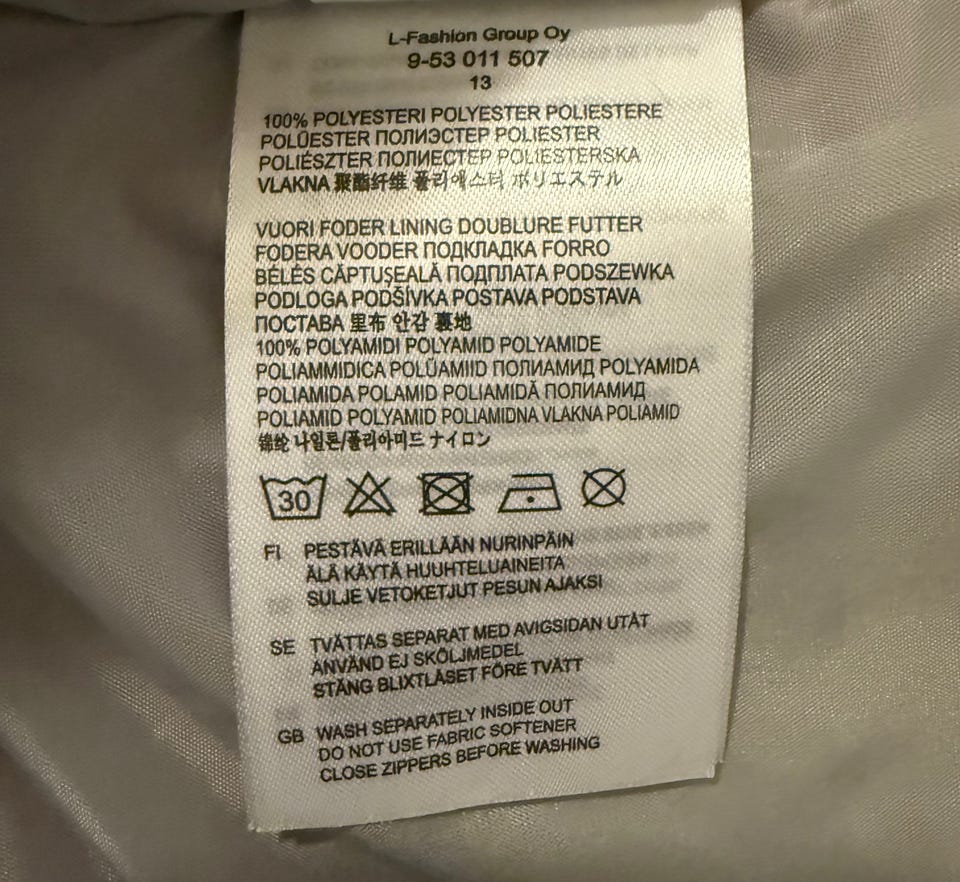 L-Fashion Group Oy
9-53 011 507
13
100% POLYESTERI POLYESTER POLIESTERE
POLÜESTER ПОЛИЭСТЕР POLIESTER
POLIÉSZTER ПОЛИЕСТЕР POLIESTERSKA
VLAKNA 聚酯纤维 폴리에스터 ポリエステル
VUORI FODER LINING DOUBLURE FUTTER
FODERA VOODER ПОДКЛАДКА FORRO
BÉLÉS CĂPTUȘEALĂ ПОДПЛАТА PODSZEWKA
PODLOGA PODŠÍVKA POSTAVA PODSTAVA
ПОСТАВА 里布 안감 裏地
100% POLYAMIDI POLYAMID POLYAMIDE
POLIAMMIDICA POLÜAMIID ПОЛИАМИД POLYAMIDA
POLIAMIDA POLAMID POLIAMIDĂ ПОЛИАМИД
POLIAMID POLYAMID POLIAMIDNA VLAKNA POLIAMID
锦纶 나일론/폴리아미드 ナイロン
30
FI PESTÄVÄ ERILLÄÄN NURINPÄIN
ÄLÄ KÄYTÄ HUUHTELUAINEITA
SULJE VETOKETJUT PESUN AJAKSI
SE TVÄTTAS SEPARAT MED AVIGSIDAN UTÅT
ANVÄND EJ SKÖLJMEDEL
STÄNG BLIXTLÅSET FÖRE TVÄTT
GB WASH SEPARATELY INSIDE OUT
DO NOT USE FABRIC SOFTENER
CLOSE ZIPPERS BEFORE WASHING